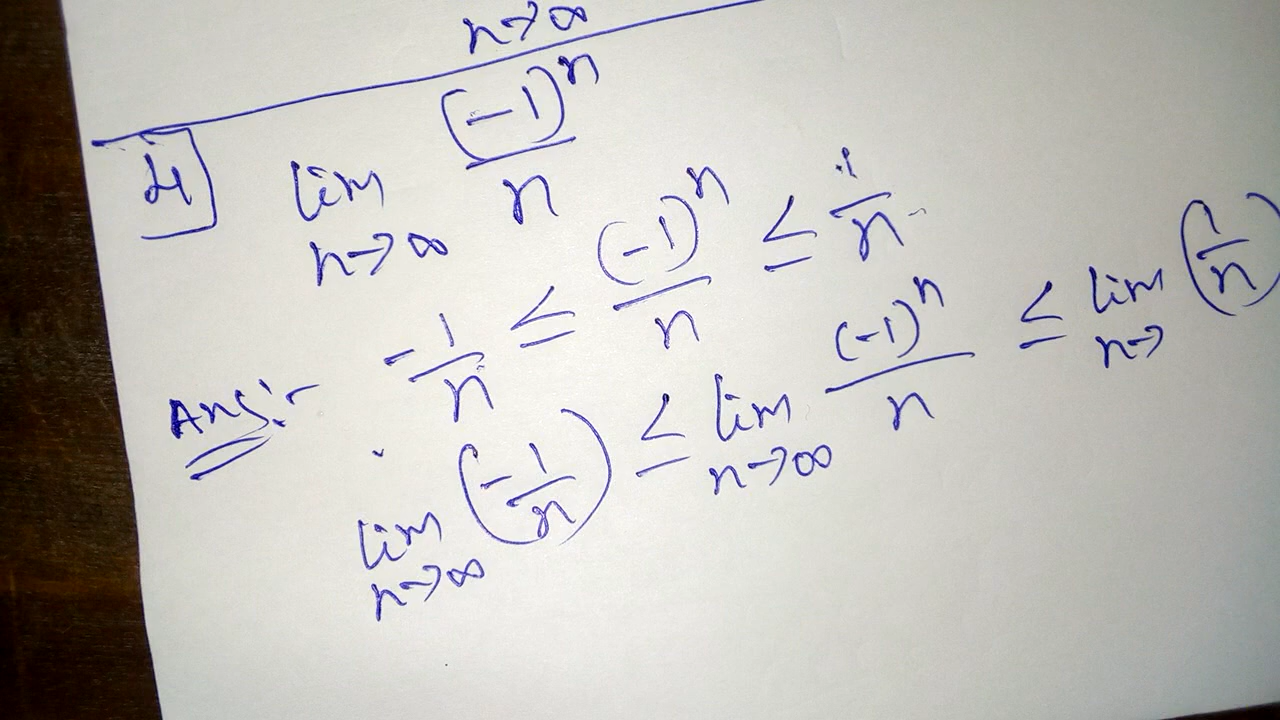 n→∞
4] lim n→∞ (-1)^n / n
Ans:- -1/n ≤ (-1)^n / n ≤ 1/n
lim n→∞ (-1/n) ≤ lim n→∞ (-1)^n / n ≤ lim n→ (1/n)